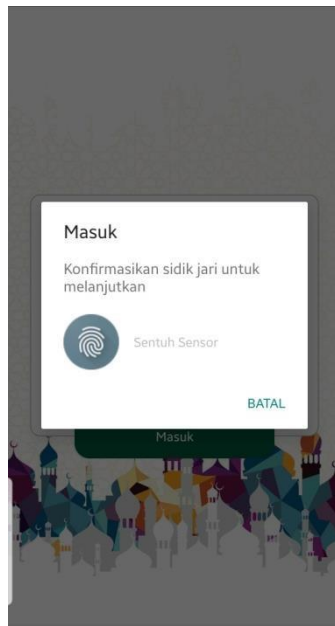 Masuk
Konfirmasikan sidik jari untuk
melanjutkan
Sentuh Sensor
BATAL
Masuk